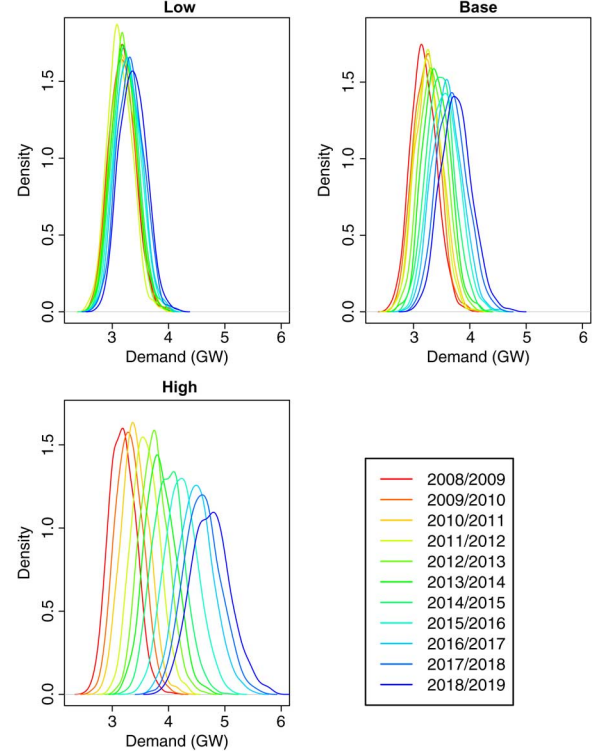 Low
Density
0.0 0.5 1.0 1.5
3 4 5 6
Demand (GW)
Base
Density
0.0 0.5 1.0 1.5
3 4 5 6
Demand (GW)
High
Density
0.0 0.5 1.0 1.5
3 4 5 6
Demand (GW)
2008/2009
2009/2010
2010/2011
2011/2012
2012/2013
2013/2014
2014/2015
2015/2016
2016/2017
2017/2018
2018/2019